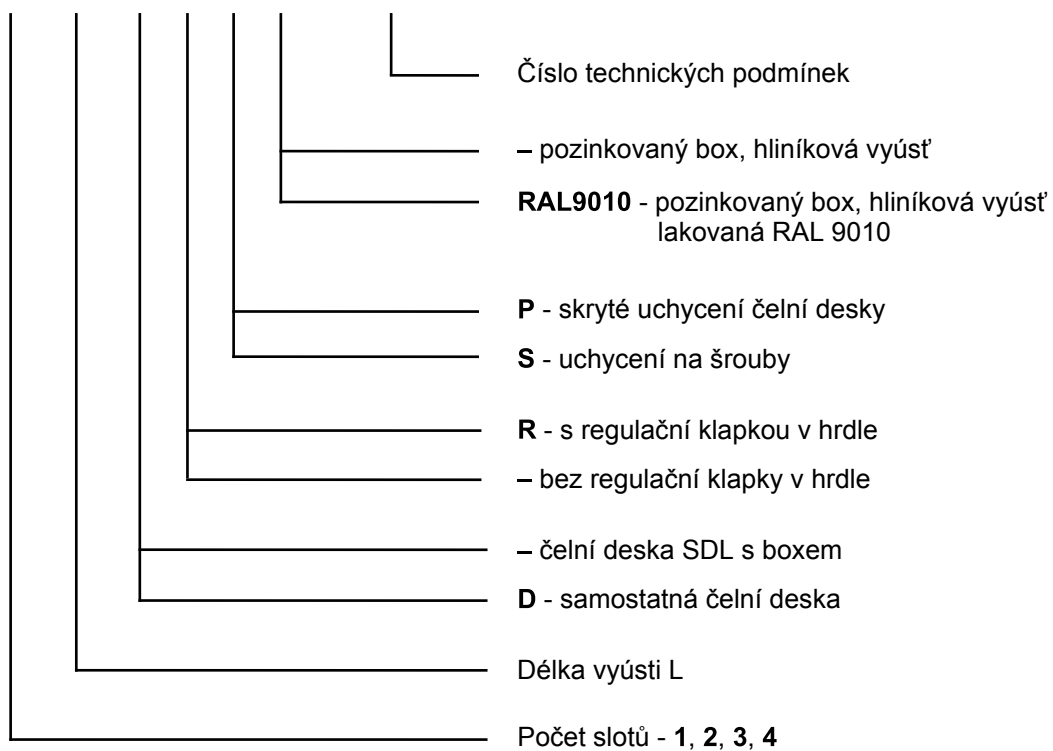 Číslo technických podmínek
– pozinkovaný box, hliníková vyúsť
RAL9010 - pozinkovaný box, hliníková vyúsť
lakovaná RAL 9010
P - skryté uchycení čelní desky
S - uchycení na šrouby
R - s regulační klapkou v hrdle
– bez regulační klapky v hrdle
– čelní deska SDL s boxem
D - samostatná čelní deska
Délka vyústi L
Počet slotů - 1, 2, 3, 4